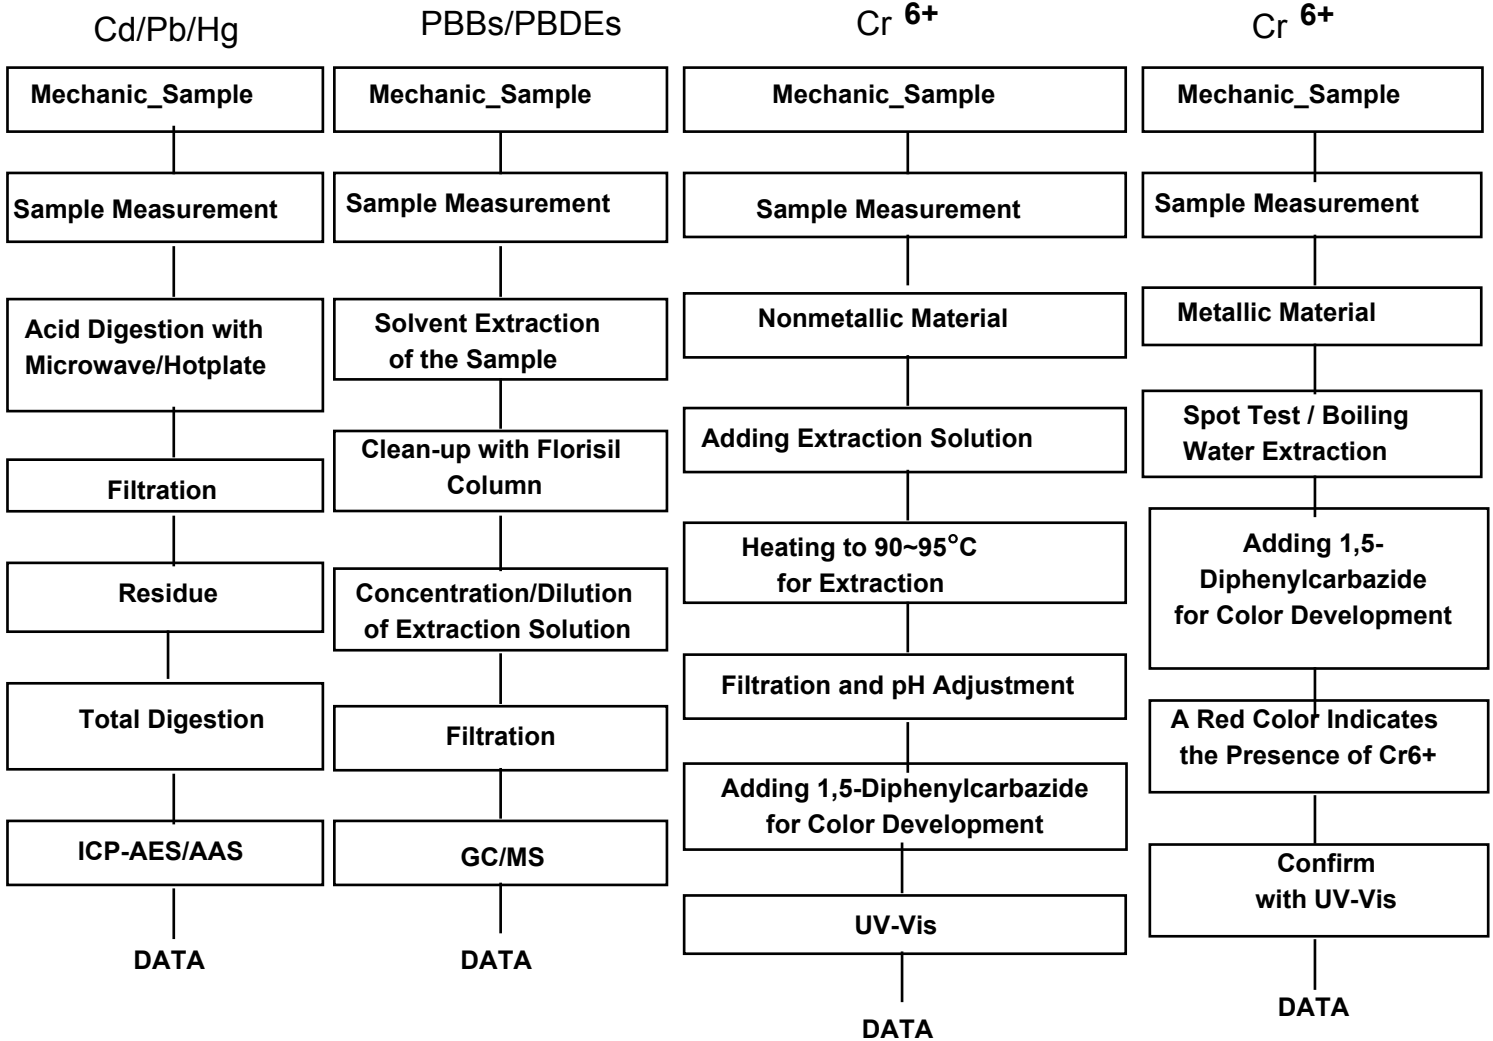 Cd/Pb/Hg
Mechanic_Sample
Sample Measurement
Acid Digestion with
Microwave/Hotplate
Filtration
Residue
Total Digestion
ICP-AES/AAS
DATA
PBBs/PBDEs
Mechanic_Sample
Sample Measurement
Solvent Extraction
of the Sample
Clean-up with Florisil
Column
Concentration/Dilution
of Extraction Solution
Filtration
GC/MS
DATA
Cr 6+
Mechanic_Sample
Sample Measurement
Nonmetallic Material
Adding Extraction Solution
Heating to 90~95°C
for Extraction
Filtration and pH Adjustment
Adding 1,5-Diphenylcarbazide
for Color Development
UV-Vis
DATA
Cr 6+
Mechanic_Sample
Sample Measurement
Metallic Material
Spot Test / Boiling
Water Extraction
Adding 1,5-
Diphenylcarbazide
for Color Development
A Red Color Indicates
the Presence of Cr6+
Confirm
with UV-Vis
DATA